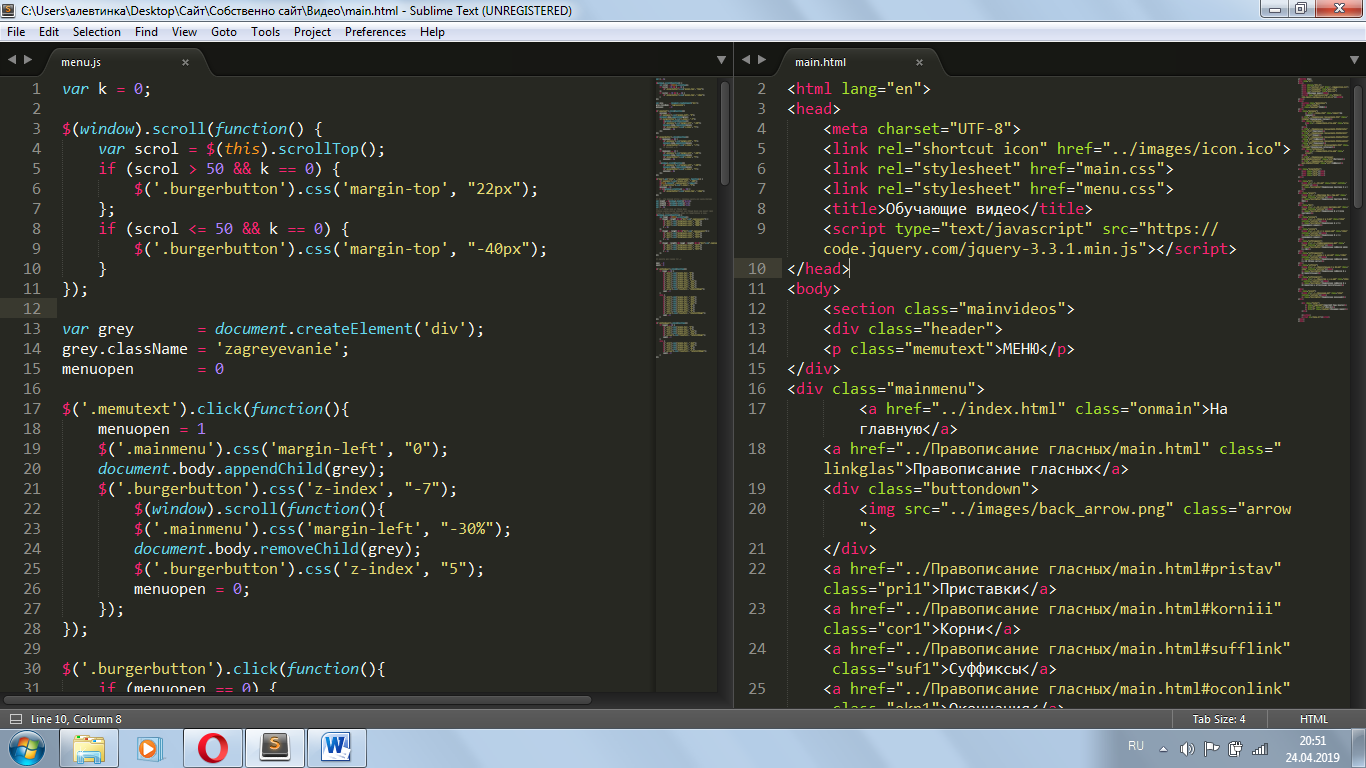 C:\Users\алевтинка\Desktop\Сайт\Собственно сайт\Видео\main.html - Sublime Text (UNREGISTERED)
File Edit Selection Find View Goto Tools Project Preferences Help
menu.js
1 var k = 0;
2
3 $(window).scroll(function() {
4 var scrol = $(this).scrollTop();
5 if (scrol > 50 && k == 0) {
6 $('.burgerbutton').css('margin-top', "22px");
7 };
8 if (scrol <= 50 && k == 0) {
9 $('.burgerbutton').css('margin-top', "-40px");
10 }
11 });
12
13 var grey = document.createElement('div');
14 grey.className = 'zagreyevanie';
15 menuopen = 0
16
17 $('.memutext').click(function(){
18 menuopen = 1
19 $('.mainmenu').css('margin-left', "0");
20 document.body.appendChild(grey);
21 $('.burgerbutton').css('z-index', "-7");
22 $(window).scroll(function(){
23 $('.mainmenu').css('margin-left', "-30%");
24 document.body.removeChild(grey);
25 $('.burgerbutton').css('z-index', "5");
26 menuopen = 0;
27 });
28 });
29
30 $('.burgerbutton').click(function(){
31 if (menuopen == 0) {
main.html
2 <html lang="en">
3 <head>
4 <meta charset="UTF-8">
5 <link rel="shortcut icon" href="../images/icon.ico">
6 <link rel="stylesheet" href="main.css">
7 <link rel="stylesheet" href="menu.css">
8 <title>Обучающие видео</title>
9 <script type="text/javascript" src="https://
code.jquery.com/jquery-3.3.1.min.js"></script>
10 </head>
11 <body>
12 <section class="mainvideos">
13 <div class="header">
14 <p class="memutext">МЕНЮ</p>
15 </div>
16 <div class="mainmenu">
17 <a href="../index.html" class="onmain">На
главную</a>
18 <a href="../Правописание гласных/main.html" class="
linkglas">Правописание гласных</a>
19 <div class="buttondown">
20 <img src="../images/back_arrow.png" class="arrow
">
21 </div>
22 <a href="../Правописание гласных/main.html#pristav"
class="pri1">Приставки</a>
23 <a href="../Правописание гласных/main.html#korniii"
class="cor1">Корни</a>
24 <a href="../Правописание гласных/main.html#sufflink"
class="suf1">Суффиксы</a>
25 <a href="../Правописание гласных/main.html#oconlink"
class="okn1">Окончания</a>
Line 10, Column 8 Tab Size: 4 HTML
RU 20:51
24.04.2019